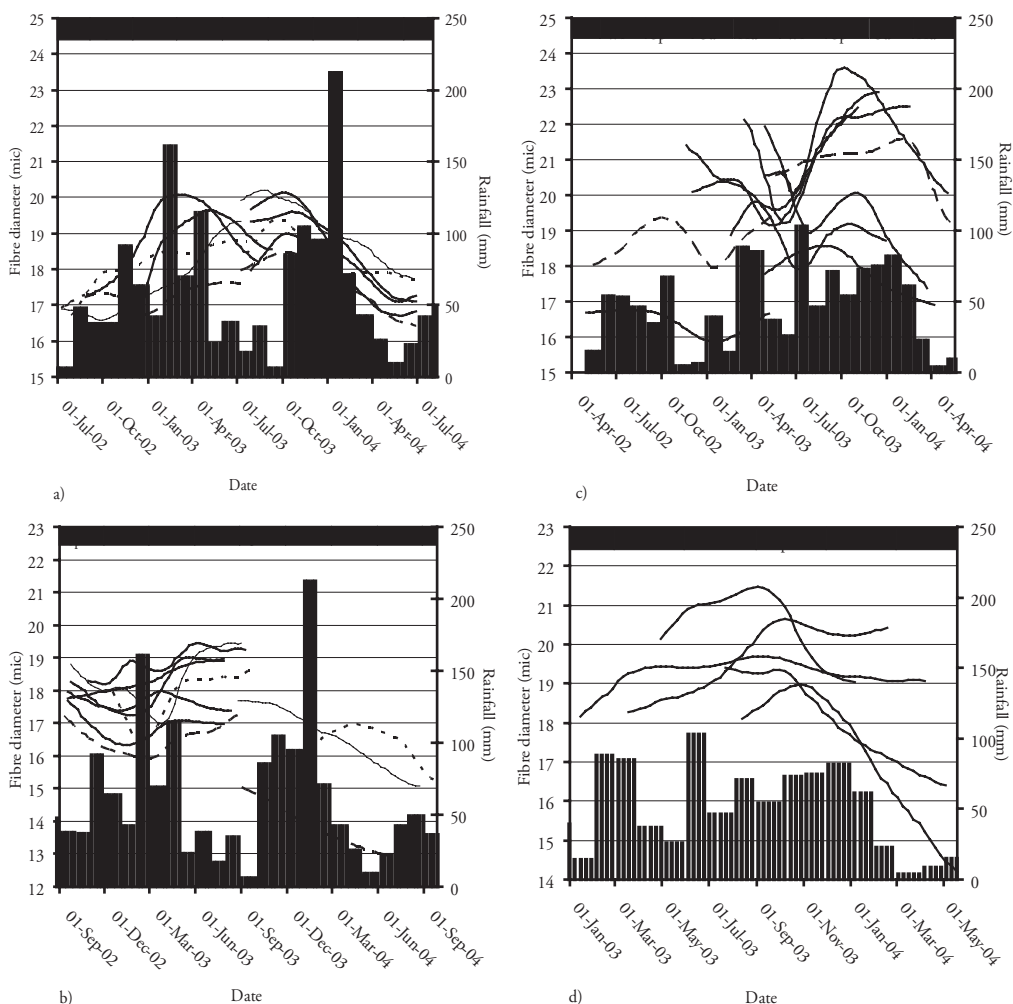 25
24
23
22
21
20
19
18
17
16
15
Fibre diameter (mic)
250
200
150
100
50
0
Rainfall (mm)
01-Jul-02
01-Oct-02
01-Jan-03
01-Apr-03
01-Jul-03
01-Oct-03
01-Jan-04
01-Apr-04
01-Jul-04
Date
a)
25
24
23
22
21
20
19
18
17
16
15
Fibre diameter (mic)
250
200
150
100
50
0
Rainfall (mm)
01-Apr-02
01-Jul-02
01-Oct-02
01-Jan-03
01-Apr-03
01-Jul-03
01-Oct-03
01-Jan-04
01-Apr-04
Date
c)
23
22
21
20
19
18
17
16
15
14
13
12
Fibre diameter (mic)
250
200
150
100
50
0
Rainfall (mm)
01-Sep-02
01-Dec-02
01-Mar-03
01-Jun-03
01-Sep-03
01-Dec-03
01-Mar-04
01-Jun-04
01-Sep-04
Date
b)
23
22
21
20
19
18
17
16
15
14
Fibre diameter (mic)
250
200
150
100
50
0
Rainfall (mm)
01-Jan-03
01-Mar-03
01-May-03
01-Jul-03
01-Sep-03
01-Nov-03
01-Jan-04
01-Mar-04
01-May-04
Date
d)